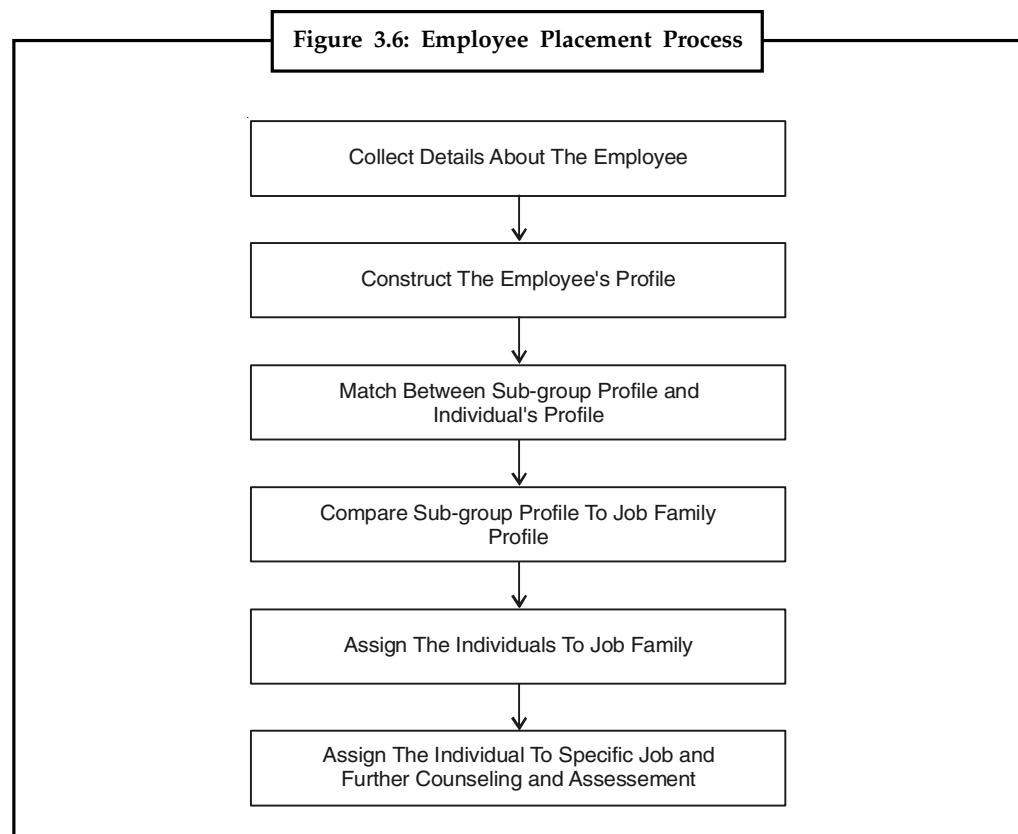 Figure 3.6: Employee Placement Process
Collect Details About The Employee
Construct The Employee's Profile
Match Between Sub-group Profile and
Individual's Profile
Compare Sub-group Profile To Job Family
Profile
Assign The Individuals To Job Family
Assign The Individual To Specific Job and
Further Counseling and Assessement